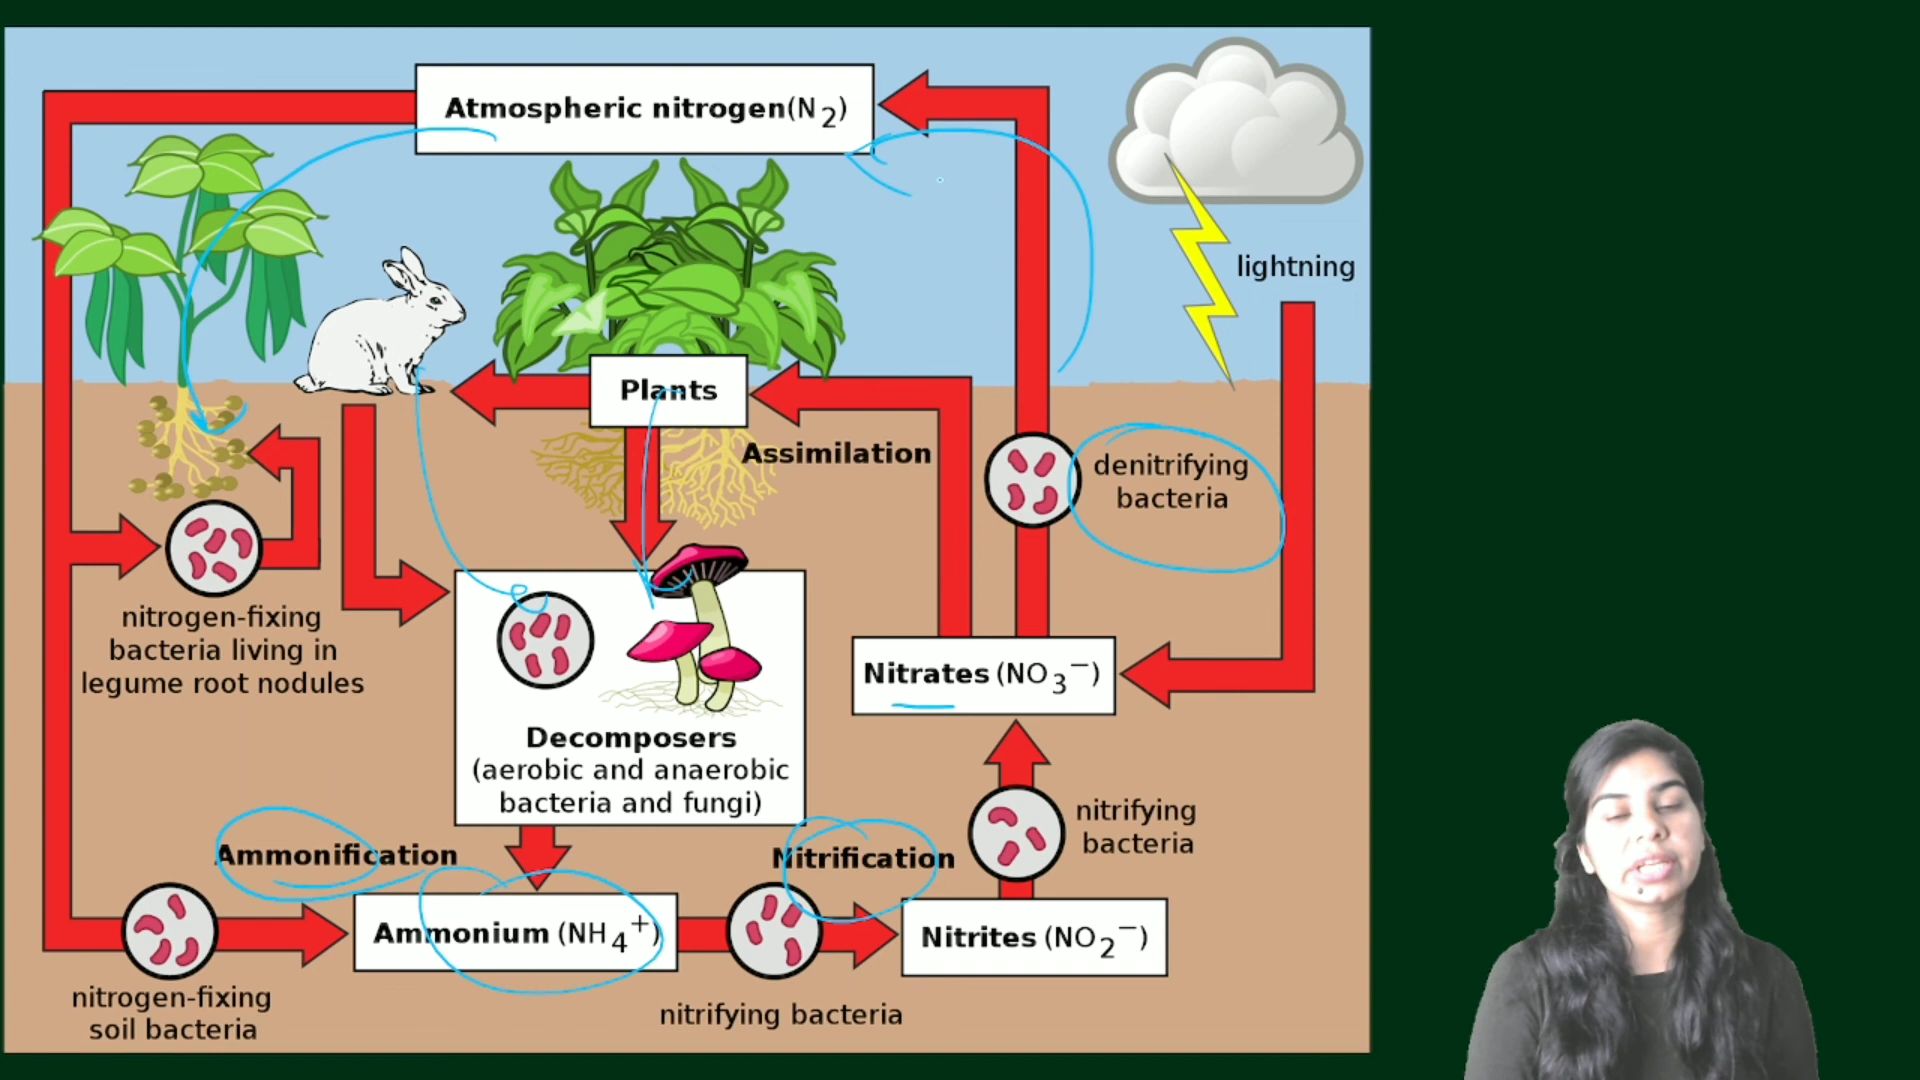 Atmospheric nitrogen(N2)
lightning
Plants
Assimilation
denitrifying
bacteria
nitrogen-fixing
bacteria living in
legume root nodules
Nitrates (NO3−)
Decomposers
(aerobic and anaerobic
bacteria and fungi)
nitrifying
bacteria
Ammonification
Nitrification
Ammonium (NH4+)
Nitrites (NO2−)
nitrogen-fixing
soil bacteria
nitrifying bacteria